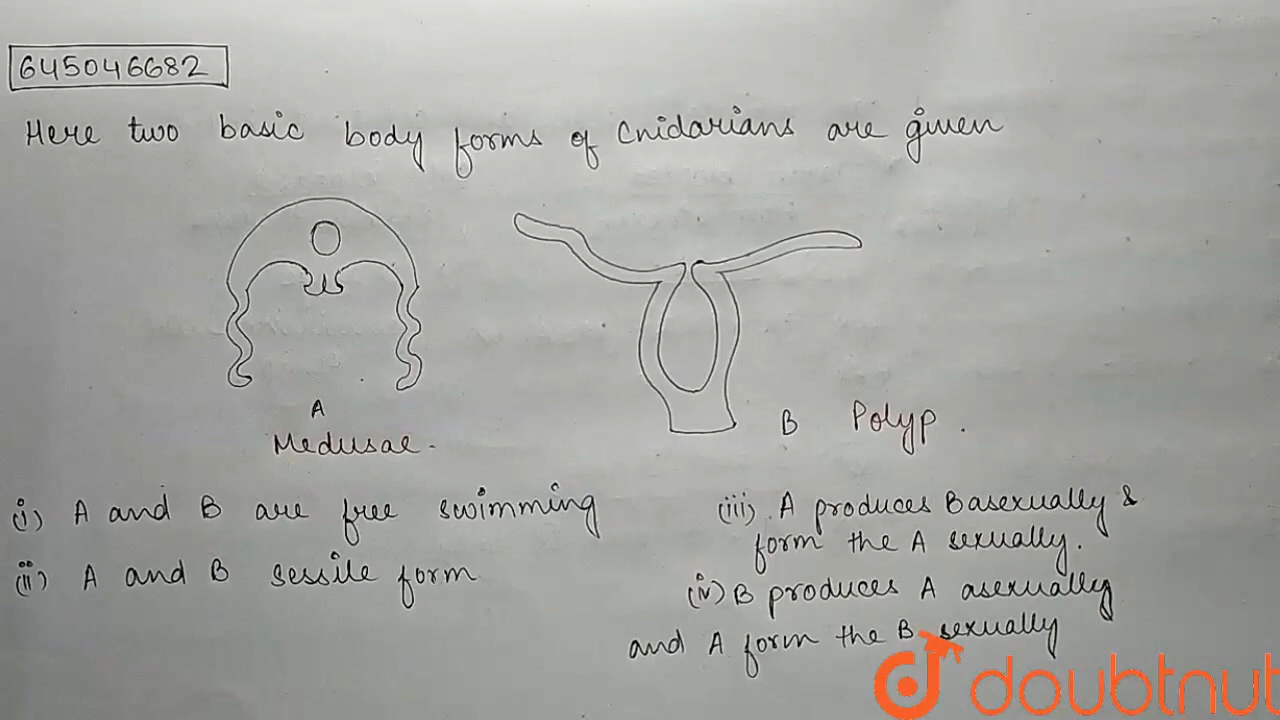 645046682
Here two basic body forms of Cnidarians are given
A
Medusae.
B Polyp.
(i) A and B are free swimming
(ii) A and B sessile form
(iii) A produces B asexually &
form the A sexually.
(iv) B produces A asexually
and A form the B sexually
doubtnut